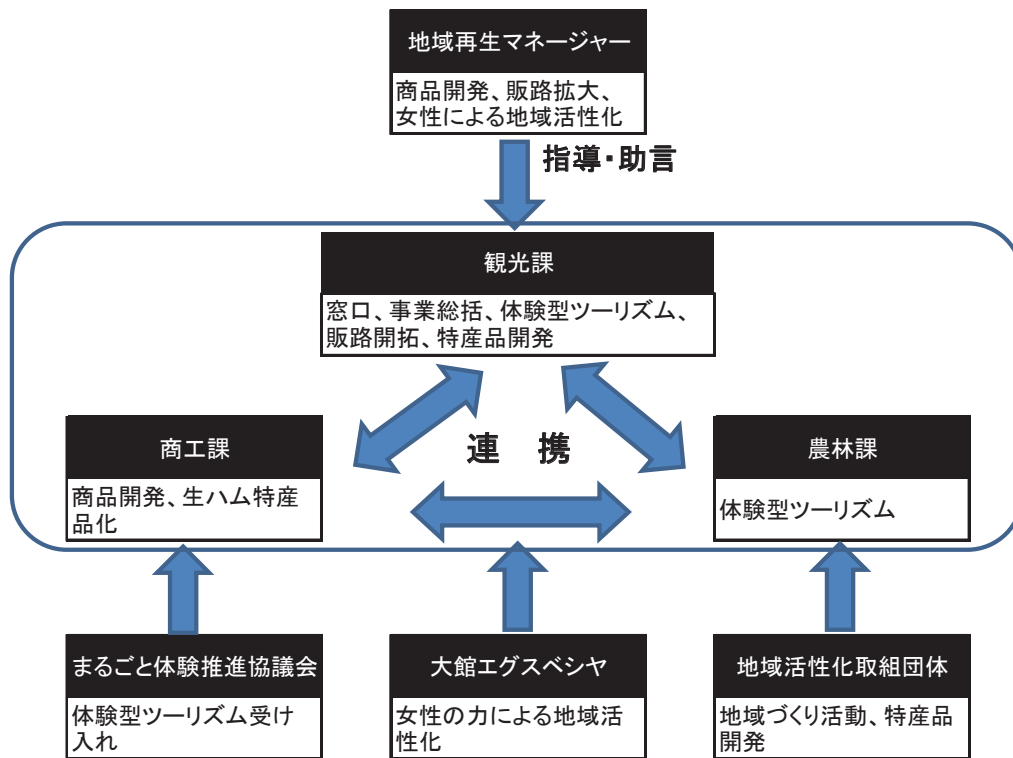 地域再生マネージャー
商品開発、販路拡大、
女性による地域活性化
指導・助言
観光課
窓口、事業総括、体験型ツーリズム、
販路開拓、特産品開発
連　携
商工課
商品開発、生ハム特産
品化
農林課
体験型ツーリズム
まるごと体験推進協議会
体験型ツーリズム受け
入れ
大館エグスベシヤ
女性の力による地域活
性化
地域活性化取組団体
地域づくり活動、特産品
開発